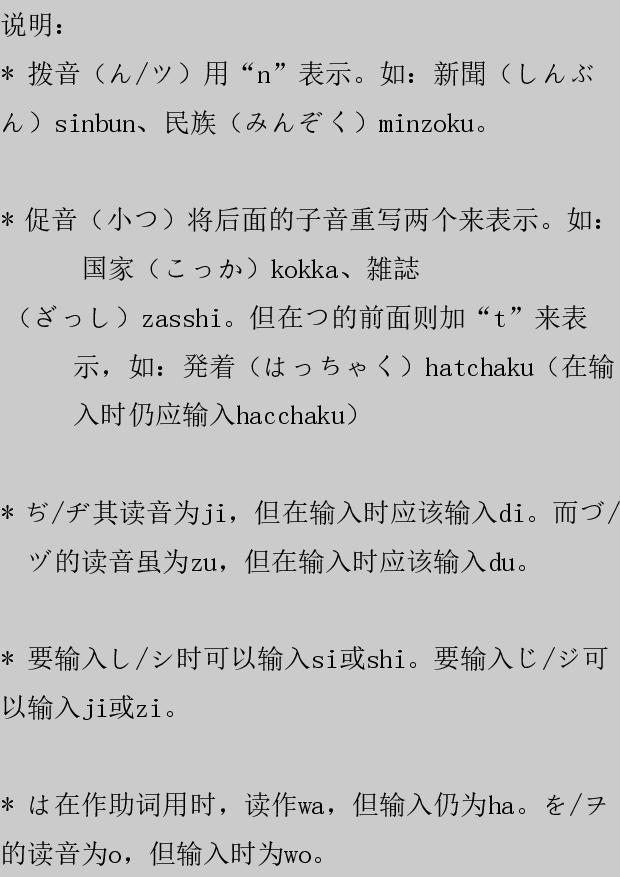 说明：
* 拨音（ん/ツ）用“n”表示。如：新聞（しんぶ
ん）sinbun、民族（みんぞく）minzoku。
* 促音（小つ）将后面的子音重写两个来表示。如：
国家（こっか）kokka、雑誌
（ざっし）zasshi。但在つ的前面则加“t”来表
示，如：発着（はっちゃく）hatchaku（在输
入时仍应输入hacchaku）
* ぢ/ヂ其读音为ji，但在输入时应该输入di。而づ/
ヅ的读音虽为zu，但在输入时应该输入du。
* 要输入し/シ时可以输入si或shi。要输入じ/ジ可
以输入ji或zi。
* は在作助词用时，读作wa，但输入仍为ha。を/ヲ
的读音为o，但输入时为wo。